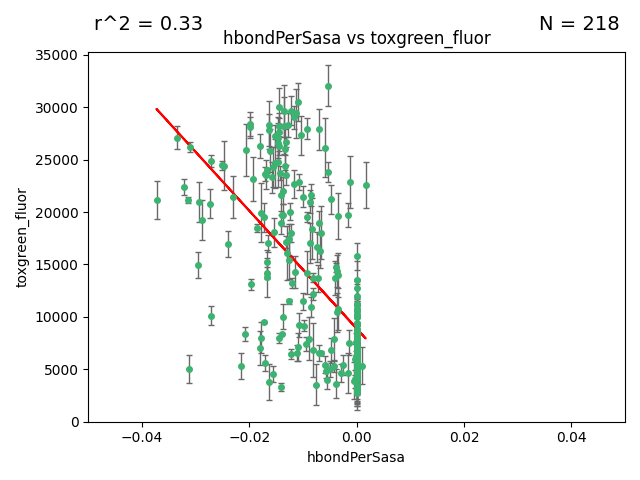 r^2 = 0.33
N = 218
hbondPerSasa vs toxgreen_fluor
35000
30000
25000
20000
15000
10000
5000
0
toxgreen_fluor
−0.04
−0.02
0.00
0.02
0.04
hbondPerSasa